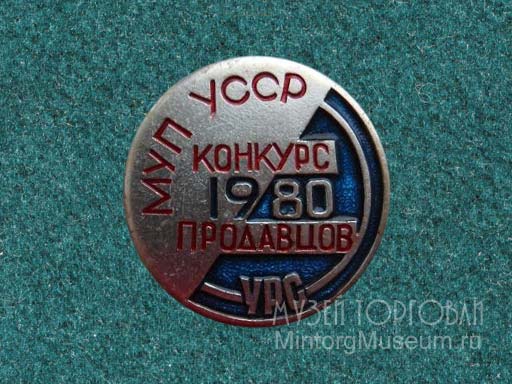 МУП УССР
КОНКУРС
1980
ПРОДАВЦОВ
УРС
МУЗЕЙ ТОРГОВЛИ
MintorgMuseum.ru